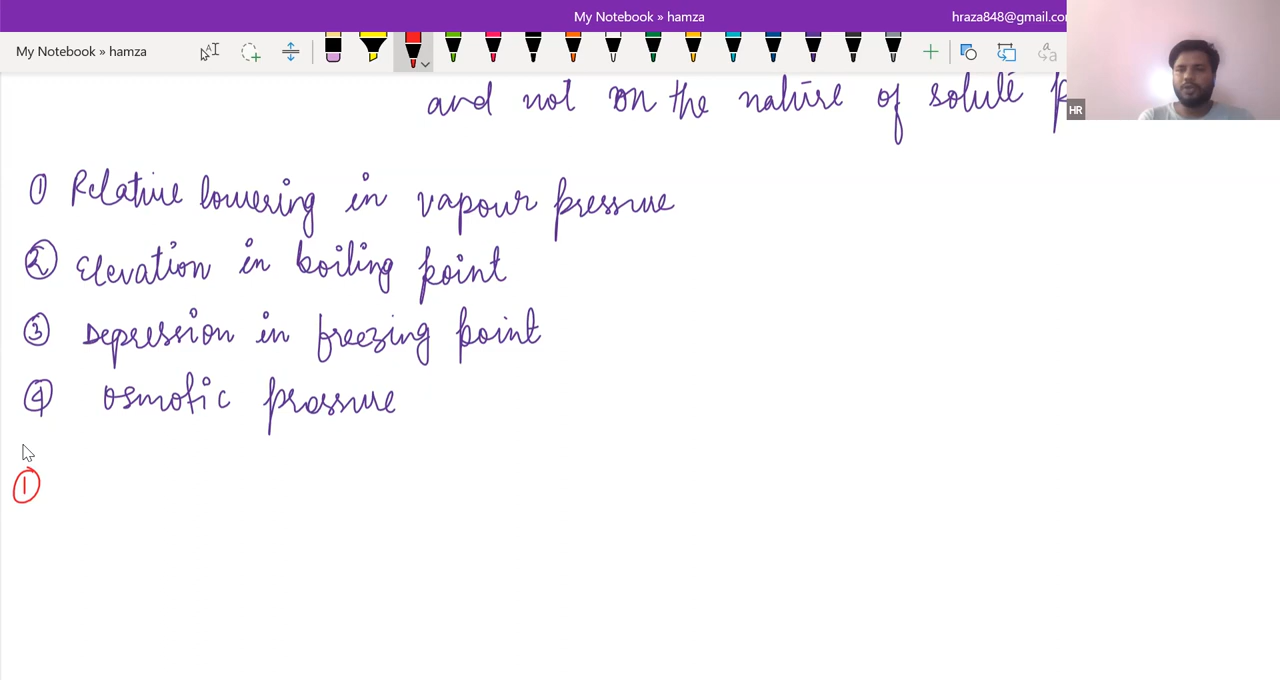 My Notebook » hamza
hraza848@gmail.co
My Notebook » hamza
and not on the nature of solute
HR
① Relative lowering in vapour pressure
② Elevation in boiling point
③ Depression in freezing point
④ Osmotic pressure
①